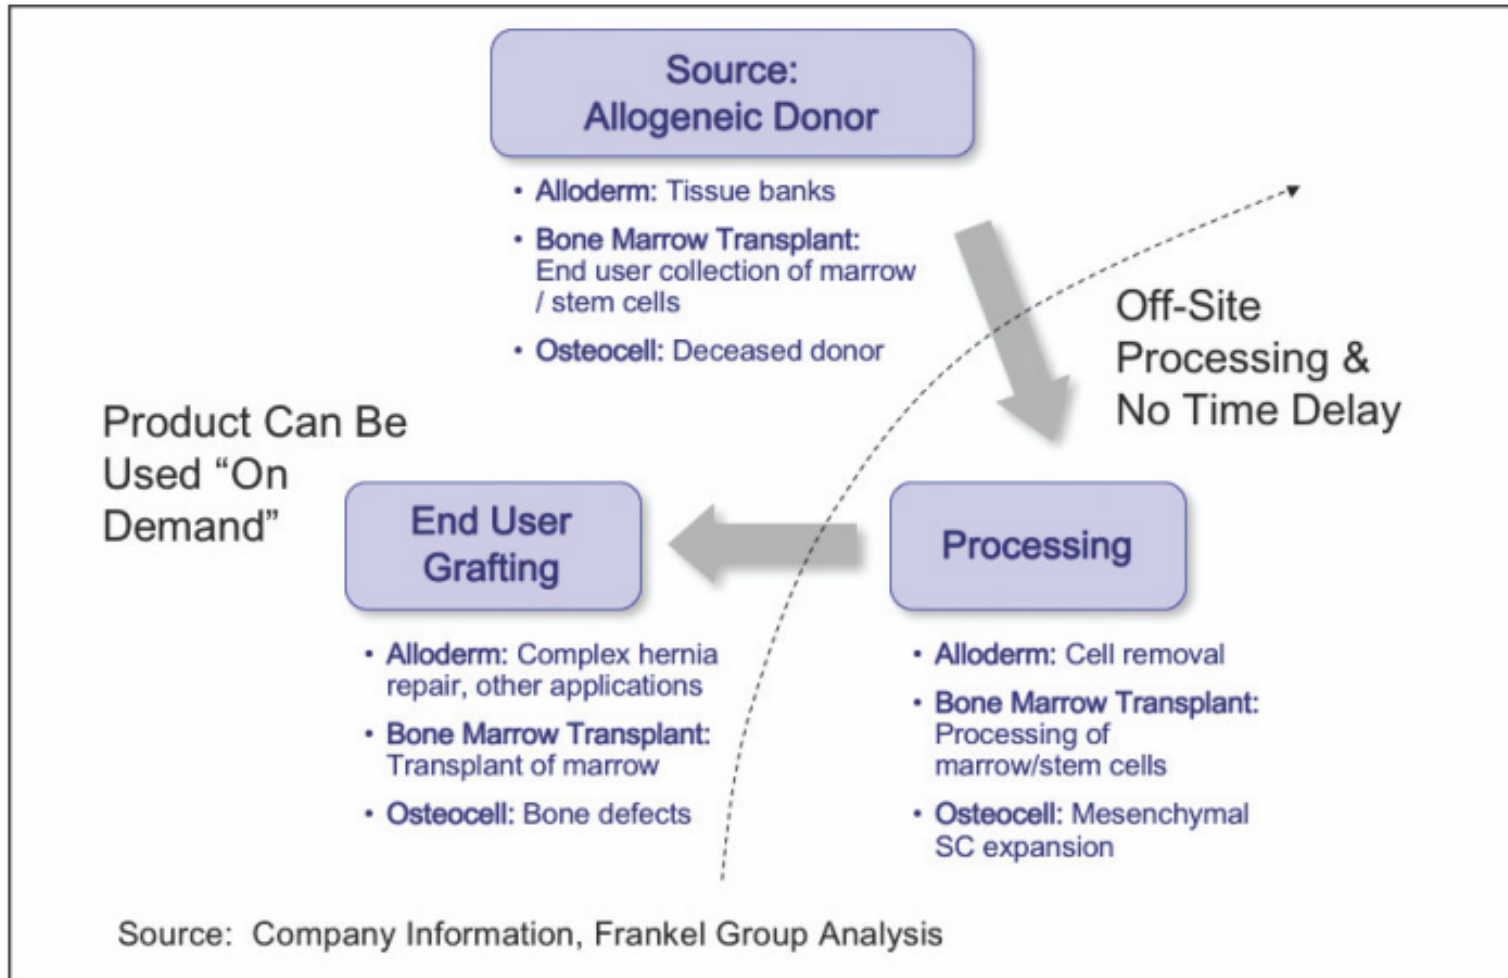 Source:
Allogeneic Donor
• Alloderm: Tissue banks
• Bone Marrow Transplant:
End user collection of marrow
/ stem cells
• Osteocell: Deceased donor
Off-Site
Processing &
No Time Delay
Product Can Be
Used “On
Demand”
End User
Grafting
• Alloderm: Complex hernia
repair, other applications
• Bone Marrow Transplant:
Transplant of marrow
• Osteocell: Bone defects
Processing
• Alloderm: Cell removal
• Bone Marrow Transplant:
Processing of
marrow/stem cells
• Osteocell: Mesenchymal
SC expansion
Source: Company Information, Frankel Group Analysis